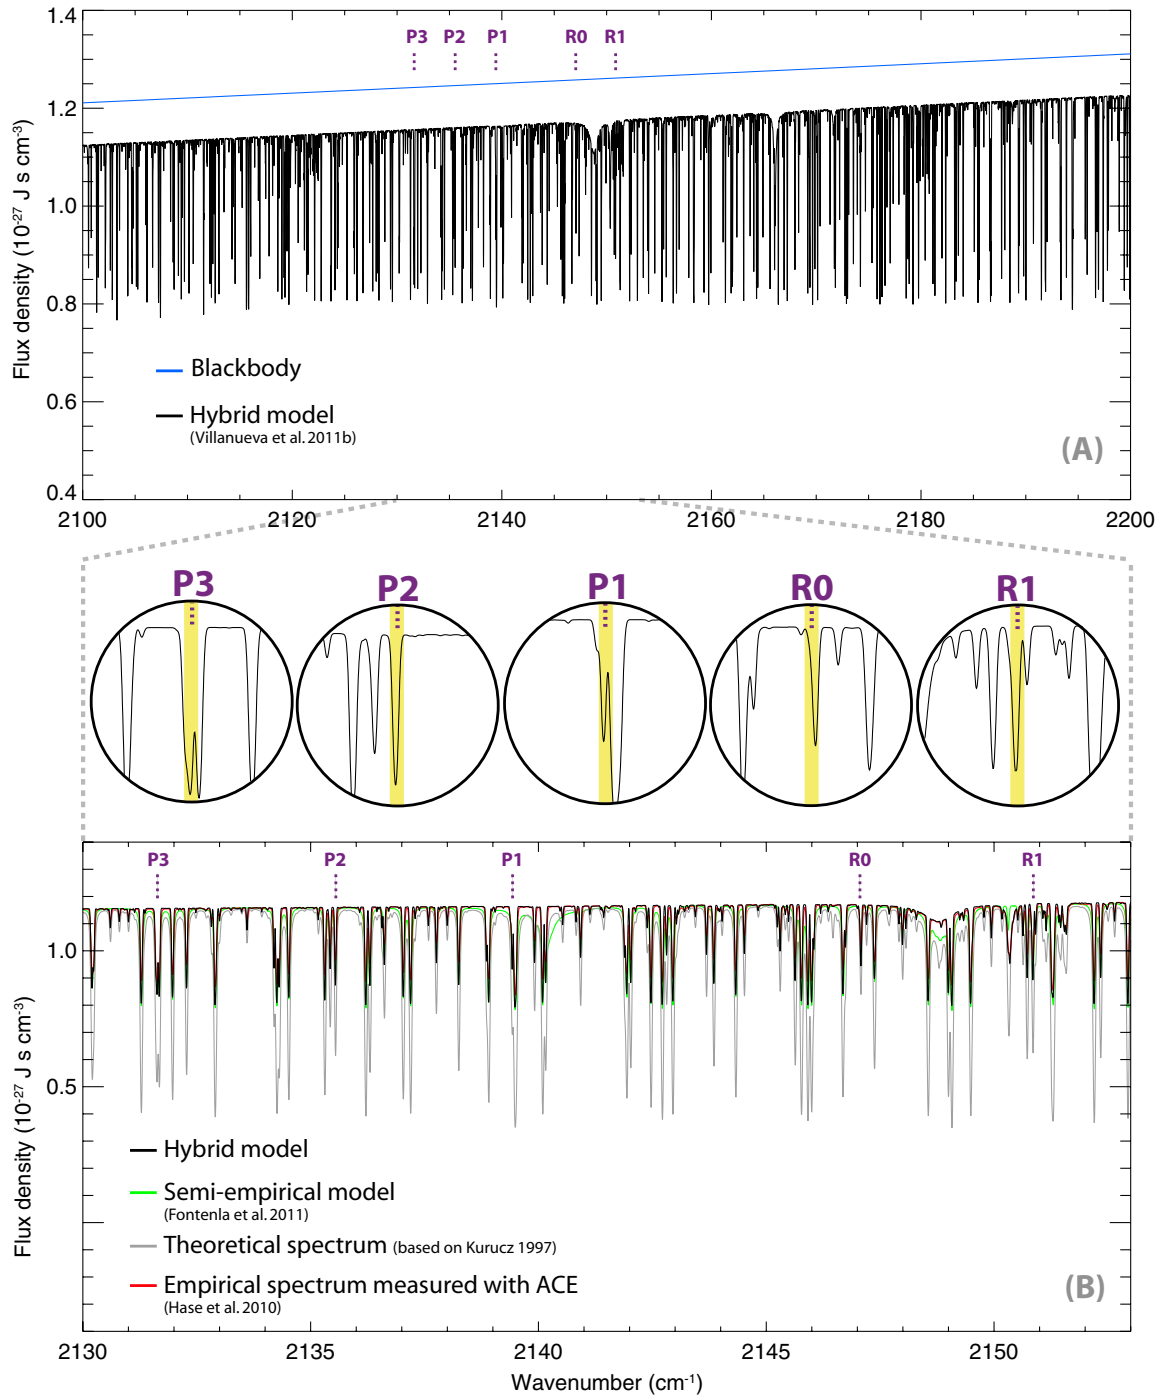 1.4
P3 P2 P1 R0 R1
1.2
1.0
0.8
0.6
0.4
Flux density (10⁻²⁷ J s cm⁻³)
Blackbody
Hybrid model
(Villanueva et al. 2011b)
(A)
2100 2120 2140 2160 2180 2200
P3 P2 P1 R0 R1
P3 P2 P1 R0 R1
1.0
0.5
Flux density (10⁻²⁷ J s cm⁻³)
Hybrid model
Semi-empirical model
(Fontenla et al. 2011)
Theoretical spectrum (based on Kurucz 1997)
Empirical spectrum measured with ACE
(Hase et al. 2010)
(B)
2130 2135 2140 2145 2150
Wavenumber (cm⁻¹)